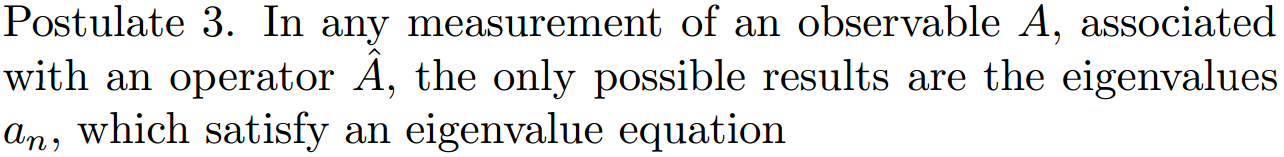 Postulate 3. In any measurement of an observable A, associated
with an operator Â, the only possible results are the eigenvalues
aₙ, which satisfy an eigenvalue equation